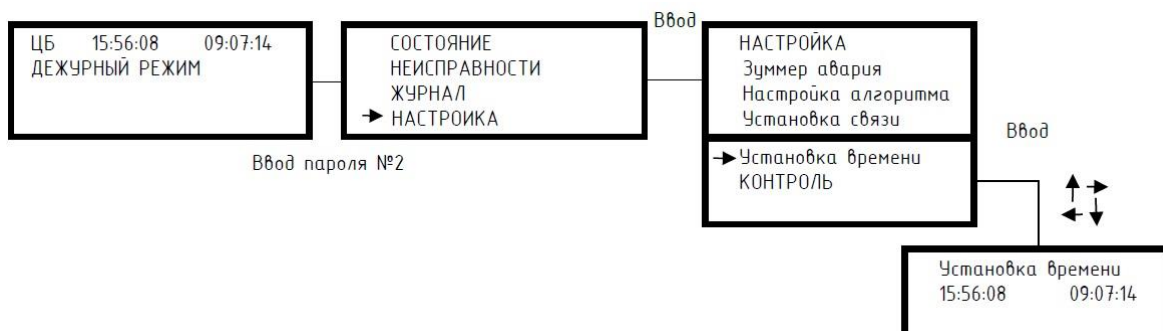 ЦБ 15:56:08 09:07:14
ДЕЖУРНЫЙ РЕЖИМ
Ввод пароля №2
СОСТОЯНИЕ
НЕИСПРАВНОСТИ
ЖУРНАЛ
НАСТРОИКА
Ввод
НАСТРОЙКА
Зуммер авария
Настройка алгоритма
Установка связи
Установка времени
КОНТРОЛЬ
Ввод
Установка времени
15:56:08 09:07:14